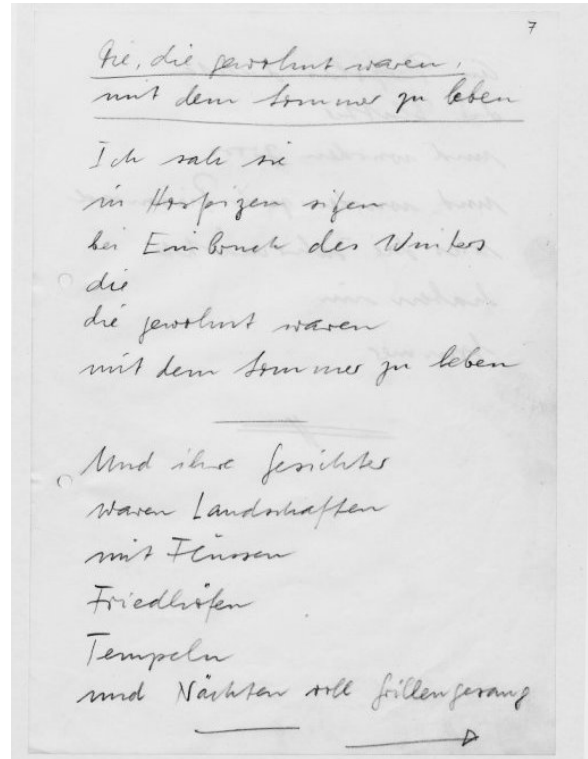 7
Die, die gewohnt waren,
mit dem Sommer zu leben
Ich sah sie
in Hospizen sitzen
bei Einbruch des Winters
die
die gewohnt waren
mit dem Sommer zu leben
Und ihre Gesichter
waren Landschaften
mit Flüssen
Friedhöfen
Tempeln
und Nächten voll Grillengesang